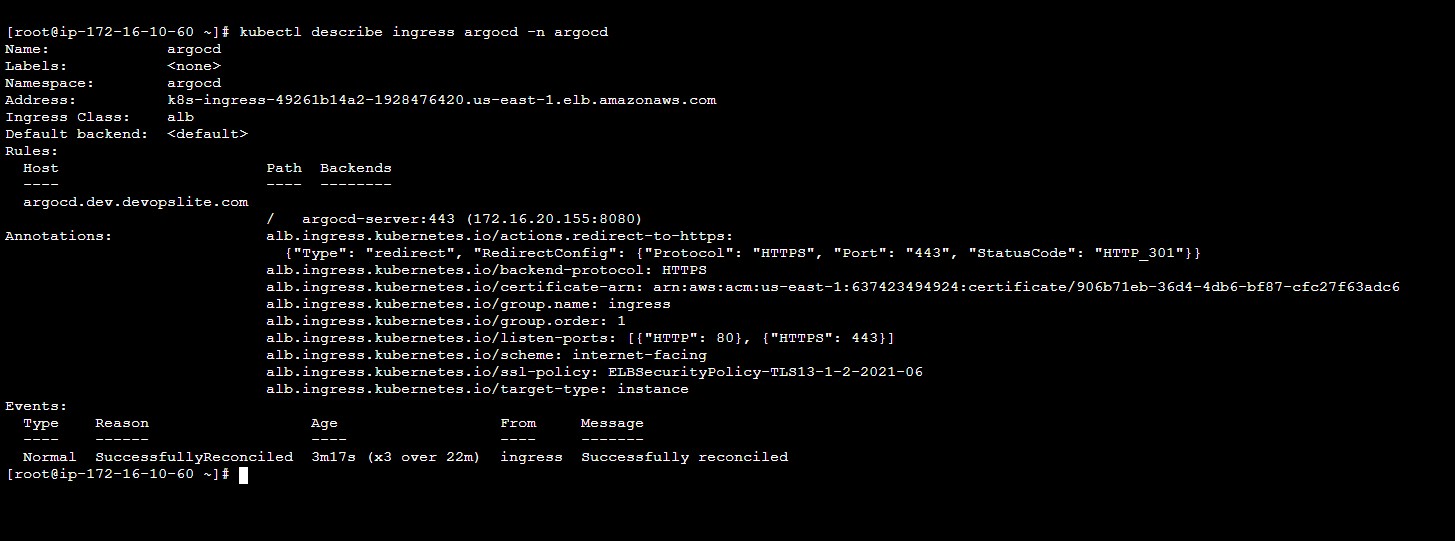 [root@ip-172-16-10-60 ~]# kubectl describe ingress argocd -n argocd
Name:             argocd
Labels:           <none>
Namespace:        argocd
Address:          k8s-ingress-49261b14a2-1928476420.us-east-1.elb.amazonaws.com
Ingress Class:    alb
Default backend:  <default>
Rules:
  Host                       Path  Backends
  ----                       ----  --------
  argocd.dev.devopslite.com
                             /   argocd-server:443 (172.16.20.155:8080)
Annotations:                 alb.ingress.kubernetes.io/actions.redirect-to-https:
                               {"Type": "redirect", "RedirectConfig": {"Protocol": "HTTPS", "Port": "443", "StatusCode": "HTTP_301"}}
                             alb.ingress.kubernetes.io/backend-protocol: HTTPS
                             alb.ingress.kubernetes.io/certificate-arn: arn:aws:acm:us-east-1:637423494924:certificate/906b71eb-36d4-4db6-bf87-cfc27f63adc6
                             alb.ingress.kubernetes.io/group.name: ingress
                             alb.ingress.kubernetes.io/group.order: 1
                             alb.ingress.kubernetes.io/listen-ports: [{"HTTP": 80}, {"HTTPS": 443}]
                             alb.ingress.kubernetes.io/scheme: internet-facing
                             alb.ingress.kubernetes.io/ssl-policy: ELBSecurityPolicy-TLS13-1-2-2021-06
                             alb.ingress.kubernetes.io/target-type: instance
Events:
  Type    Reason                  Age                  From     Message
  ----    ------                  ----                 ----     -------
  Normal  SuccessfullyReconciled  3m17s (x3 over 22m)  ingress  Successfully reconciled
[root@ip-172-16-10-60 ~]#